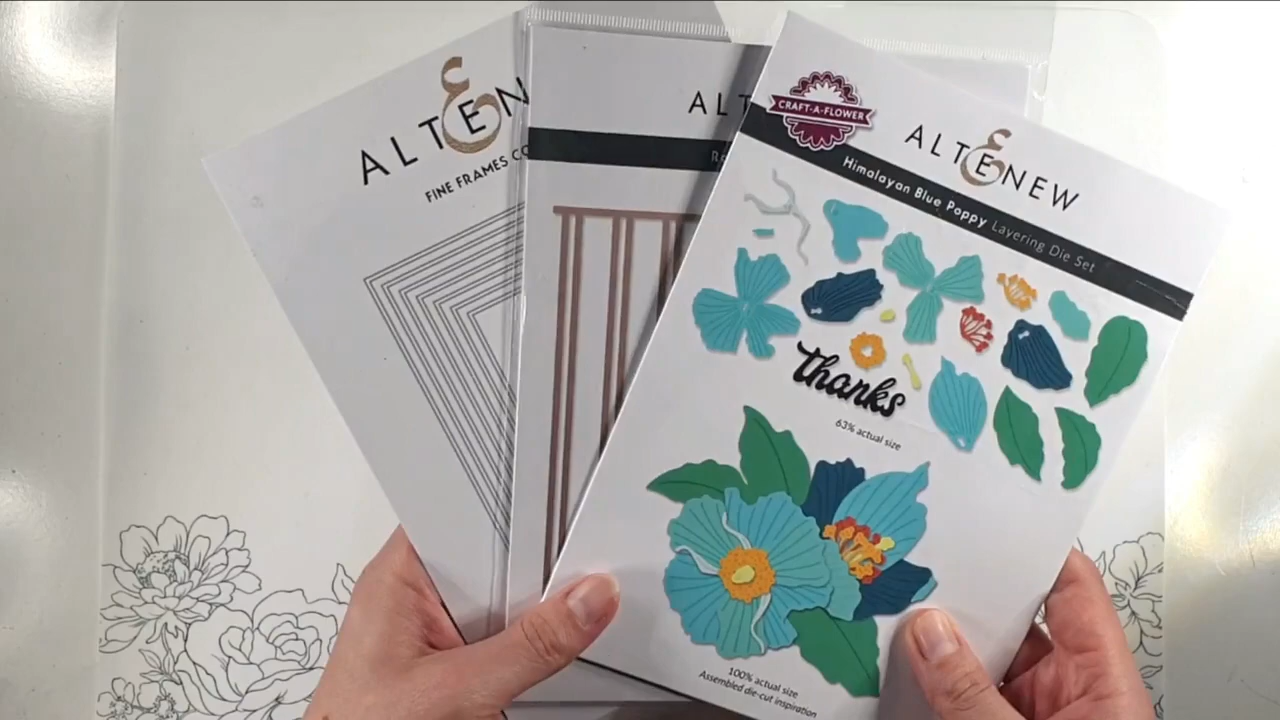 ALTEN
FINE FRAMES
ALT
CRAFT-A-FLOWER
ALTENEW
Himalayan Blue Poppy Layering Die Set
thanks
63% actual size
100% actual size
Assembled die-cut inspiration